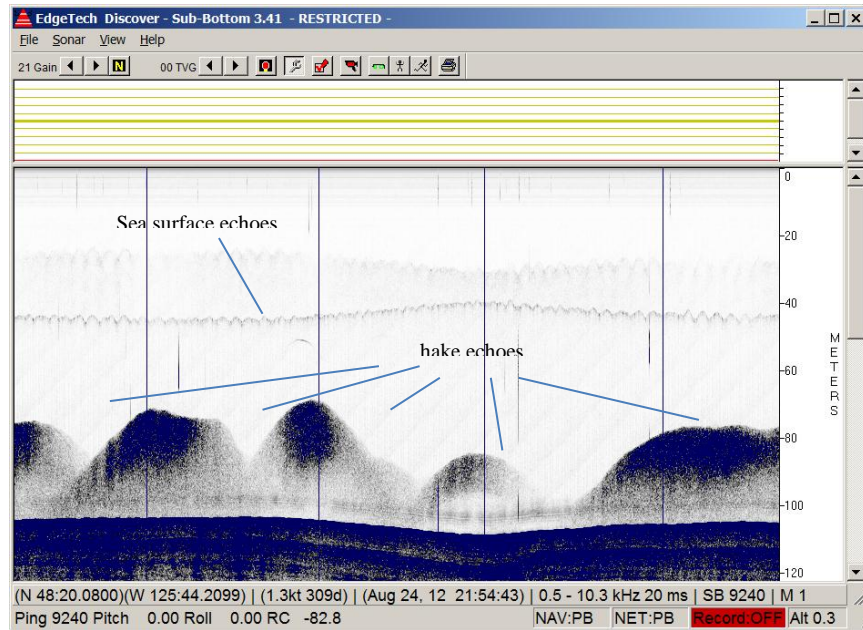 EdgeTech Discover - Sub-Bottom 3.41 - RESTRICTED -
File Sonar View Help
21 Gain N 00 TVG
0
Sea surface echoes
-20
-40
hake echoes
-60
METERS
-80
-100
-120
(N 48:20.0800)(W 125:44.2099) | (1.3kt 309d) | (Aug 24, 12 21:54:43) | 0.5 - 10.3 kHz 20 ms | SB 9240 | M 1
Ping 9240 Pitch 0.00 Roll 0.00 RC -82.8 NAV:PB NET:PB Record:OFF Alt 0.3